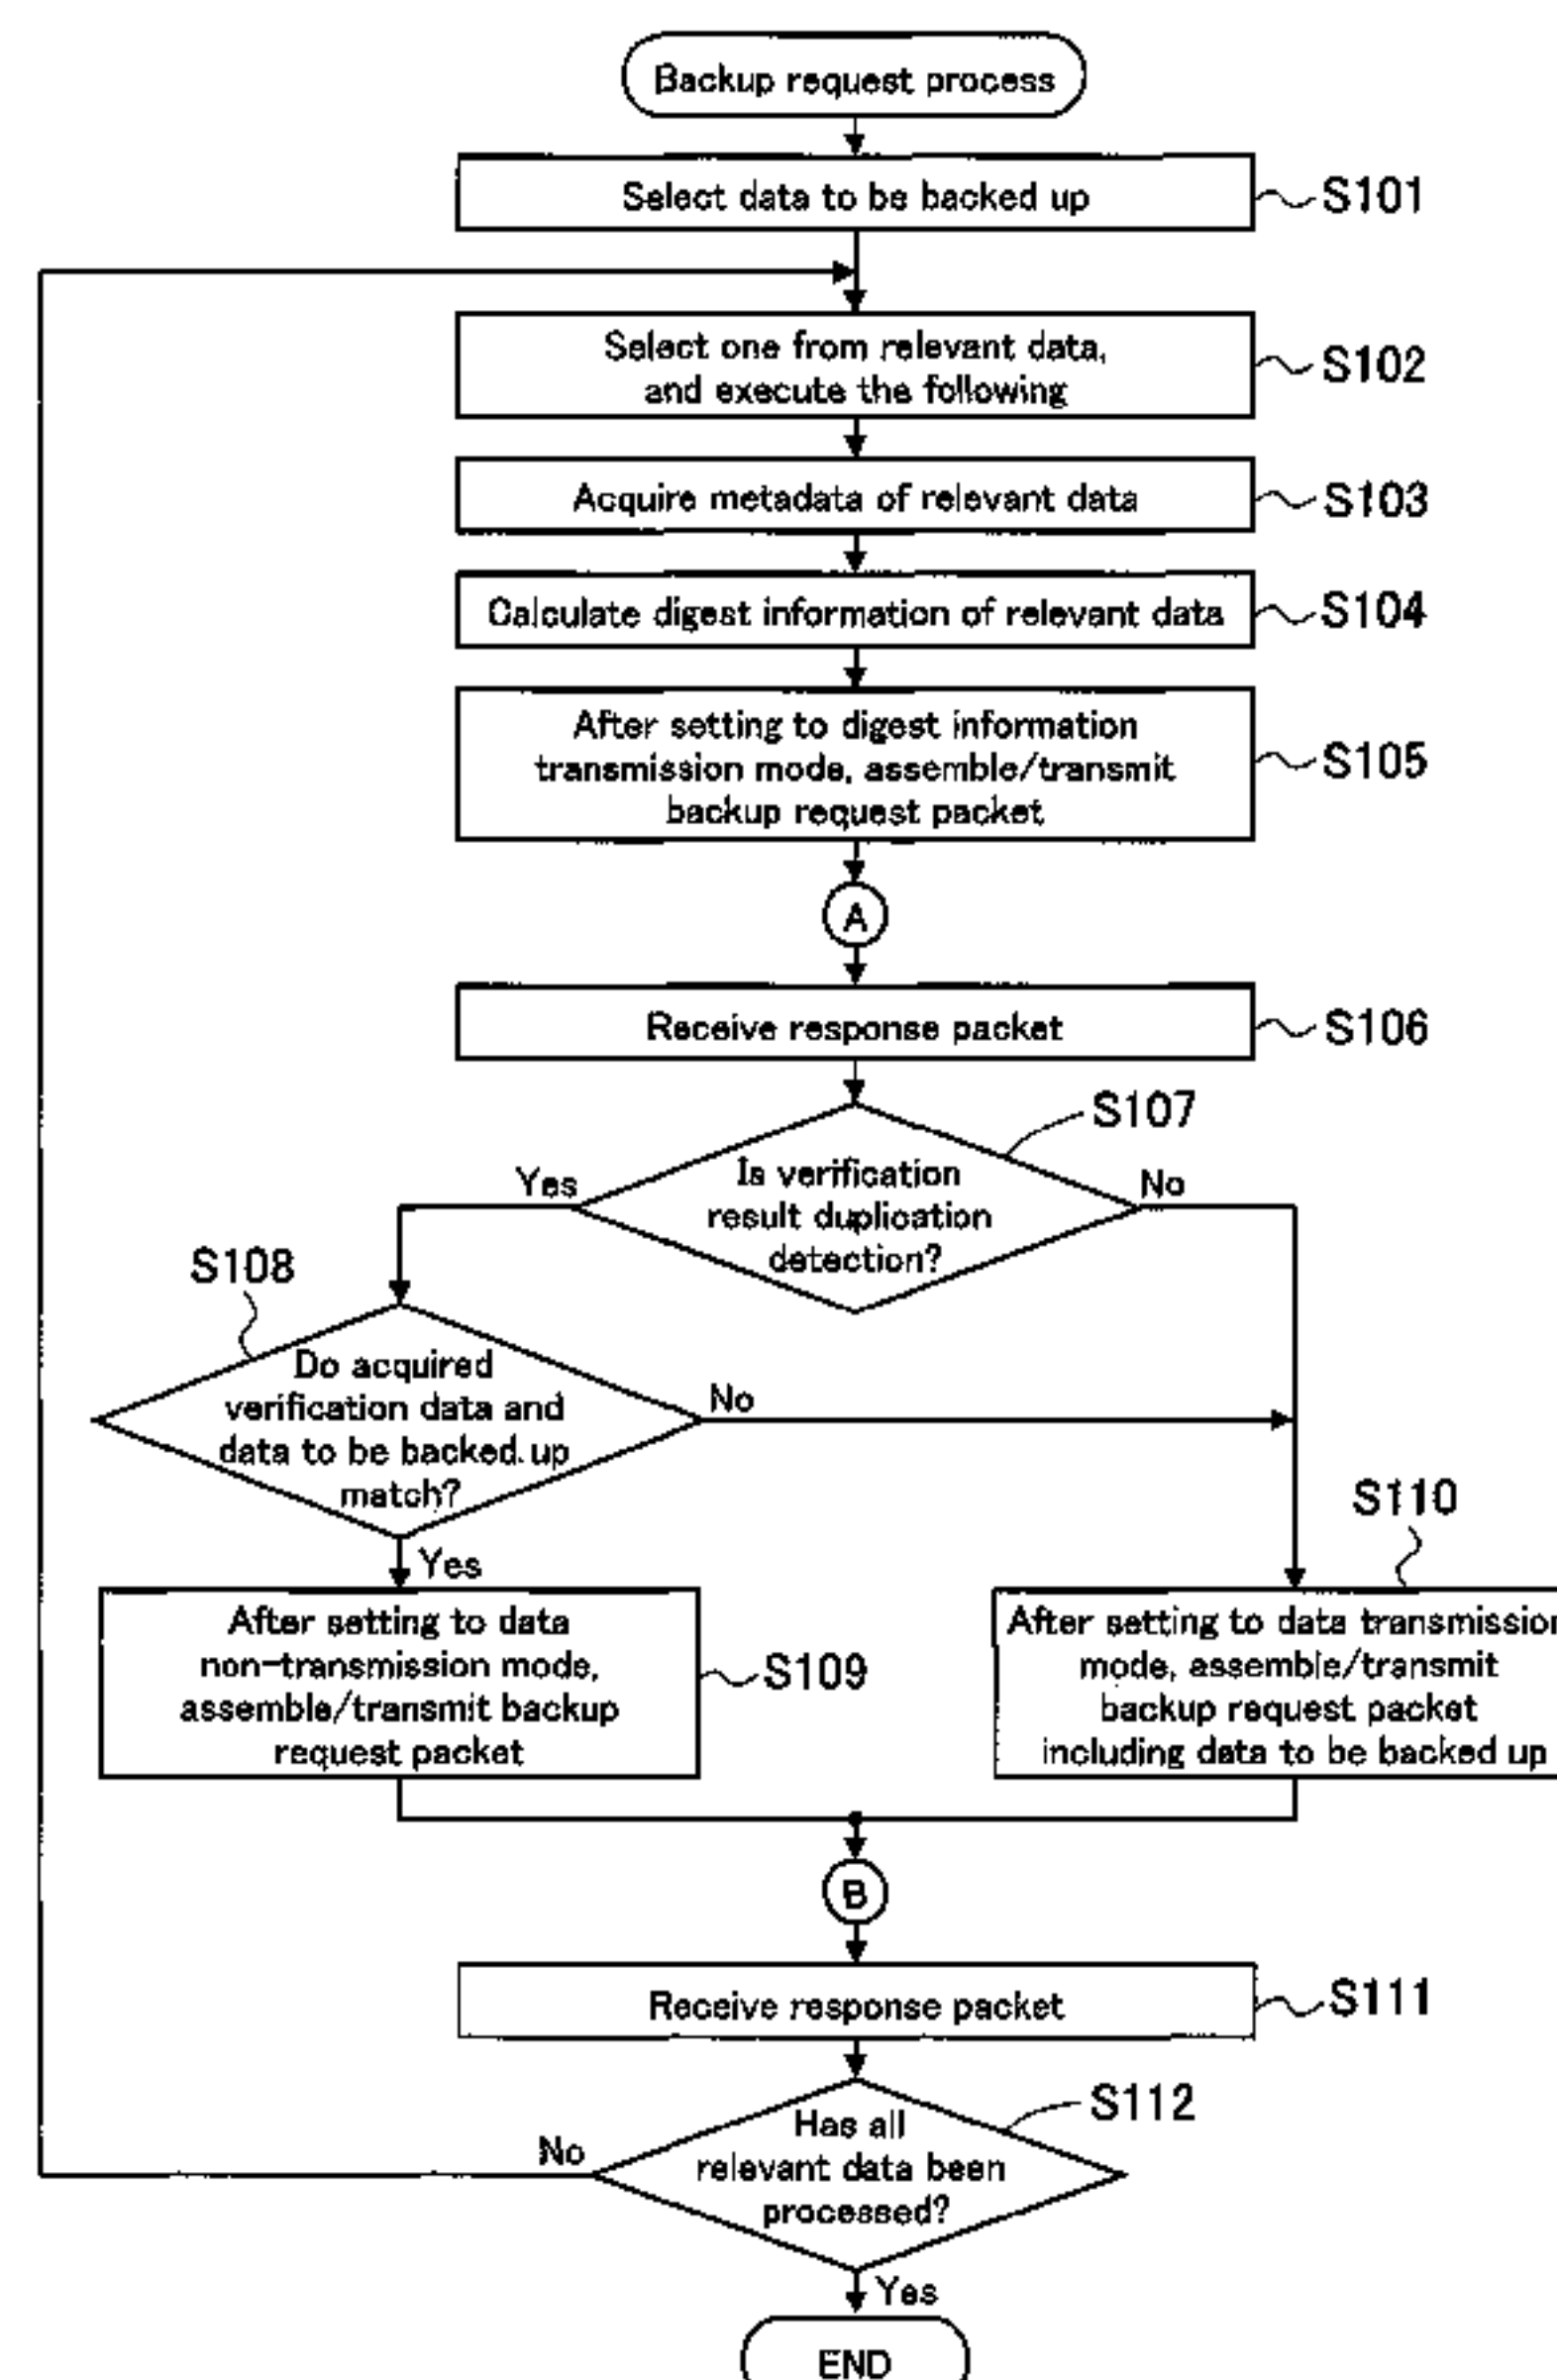 Backup request process
Select data to be backed up
S101
Select one from relevant data,
and execute the following
S102
Acquire metadata of relevant data
S103
Calculate digest information of relevant data
S104
After setting to digest information
transmission mode, assemble/transmit
backup request packet
S105
A
Receive response packet
S106
S107
Is verification
result duplication
detection?
Yes
No
S108
Do acquired
verification data and
data to be backed up
match?
No
Yes
After setting to data
non-transmission mode,
assemble/transmit backup
request packet
S109
S110
After setting to data transmission
mode, assemble/transmit
backup request packet
including data to be backed up
B
Receive response packet
S111
S112
Has all
relevant data been
processed?
No
Yes
END